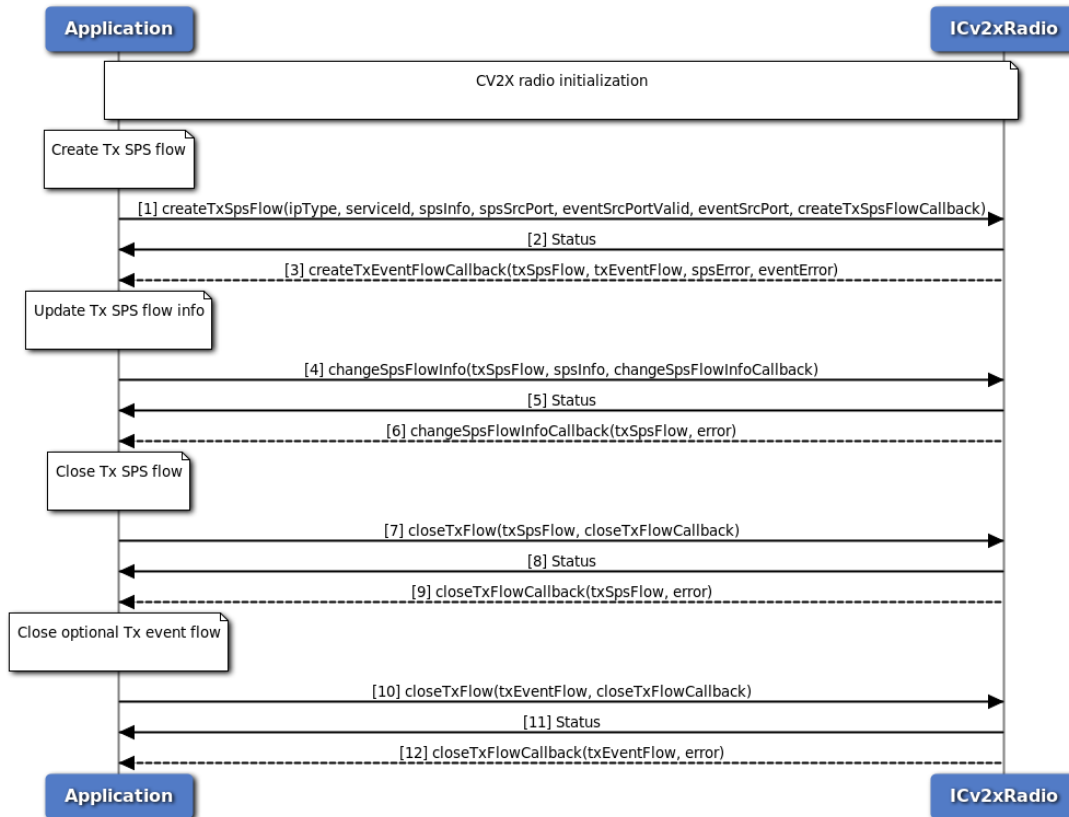 Application
ICv2xRadio
CV2X radio initialization
Create Tx SPS flow
[1] createTxSpsFlow(ipType, serviceId, spsInfo, spsSrcPort, eventSrcPortValid, eventSrcPort, createTxSpsFlowCallback)
[2] Status
[3] createTxEventFlowCallback(txSpsFlow, txEventFlow, spsError, eventError)
Update Tx SPS flow info
[4] changeSpsFlowInfo(txSpsFlow, spsInfo, changeSpsFlowInfoCallback)
[5] Status
[6] changeSpsFlowInfoCallback(txSpsFlow, error)
Close Tx SPS flow
[7] closeTxFlow(txSpsFlow, closeTxFlowCallback)
[8] Status
[9] closeTxFlowCallback(txSpsFlow, error)
Close optional Tx event flow
[10] closeTxFlow(txEventFlow, closeTxFlowCallback)
[11] Status
[12] closeTxFlowCallback(txEventFlow, error)
Application
ICv2xRadio